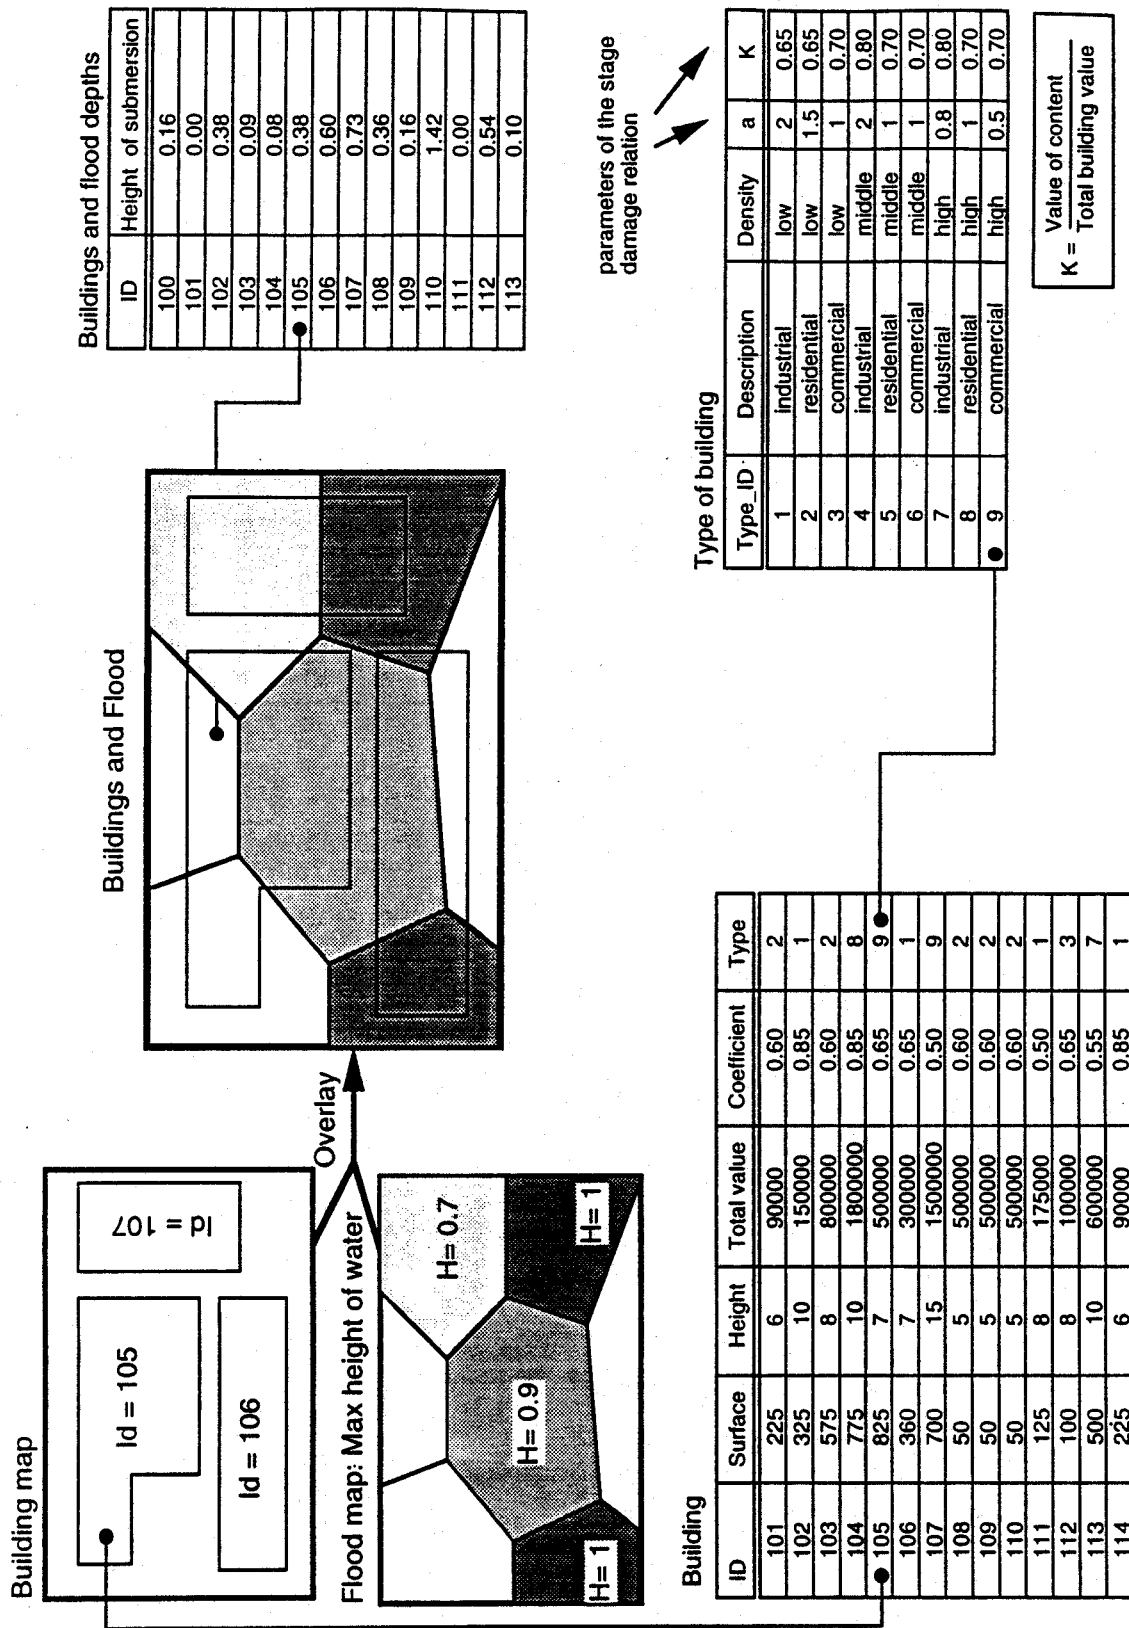 Building map
Id = 105
Id = 106
Id = 107
Flood map: Max height of water
H= 0.7
H= 0.9
H= 1
H= 1
Overlay
Buildings and Flood
Buildings and flood depths
ID Height of submersion
100 0.16
101 0.00
102 0.38
103 0.09
104 0.08
105 0.38
106 0.60
107 0.73
108 0.36
109 0.16
110 1.42
111 0.00
112 0.54
113 0.10
Building
ID Surface Height Total value Coefficient Type
101 225 6 90000 0.60 2
102 325 10 150000 0.85 1
103 575 8 800000 0.60 2
104 775 10 1800000 0.85 8
105 825 7 500000 0.65 9
106 360 7 300000 0.65 1
107 700 15 1500000 0.50 9
108 50 5 500000 0.60 2
109 50 5 500000 0.60 2
110 50 5 500000 0.60 2
111 125 8 175000 0.50 1
112 100 8 100000 0.65 3
113 500 10 6000000 0.55 7
114 225 6 90000 0.85 1
parameters of the stage
damage relation
Type of building
Type_ID Description Density a K
1 industrial low 2 0.65
2 residential low 1.5 0.65
3 commercial low 1 0.70
4 industrial middle 2 0.80
5 residential middle 1 0.70
6 commercial middle 1 0.70
7 industrial high 0.8 0.80
8 residential high 1 0.70
9 commercial high 0.5 0.70
K = Value of content
Total building value